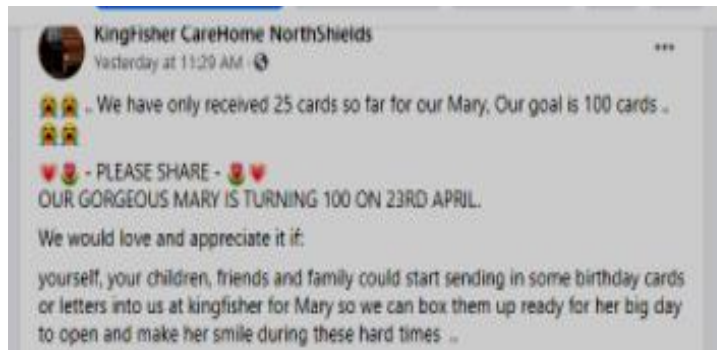 KingFisher CareHome NorthShields
Yesterday at 11:29 AM ·
😭😭 .. We have only received 25 cards so far for our Mary, Our goal is 100 cards ..
😭😭
💗🌷 - PLEASE SHARE - 🌷💗
OUR GORGEOUS MARY IS TURNING 100 ON 23RD APRIL.
We would love and appreciate it if:
yourself, your children, friends and family could start sending in some birthday cards
or letters into us at kingfisher for Mary so we can box them up ready for her big day
to open and make her smile during these hard times ..